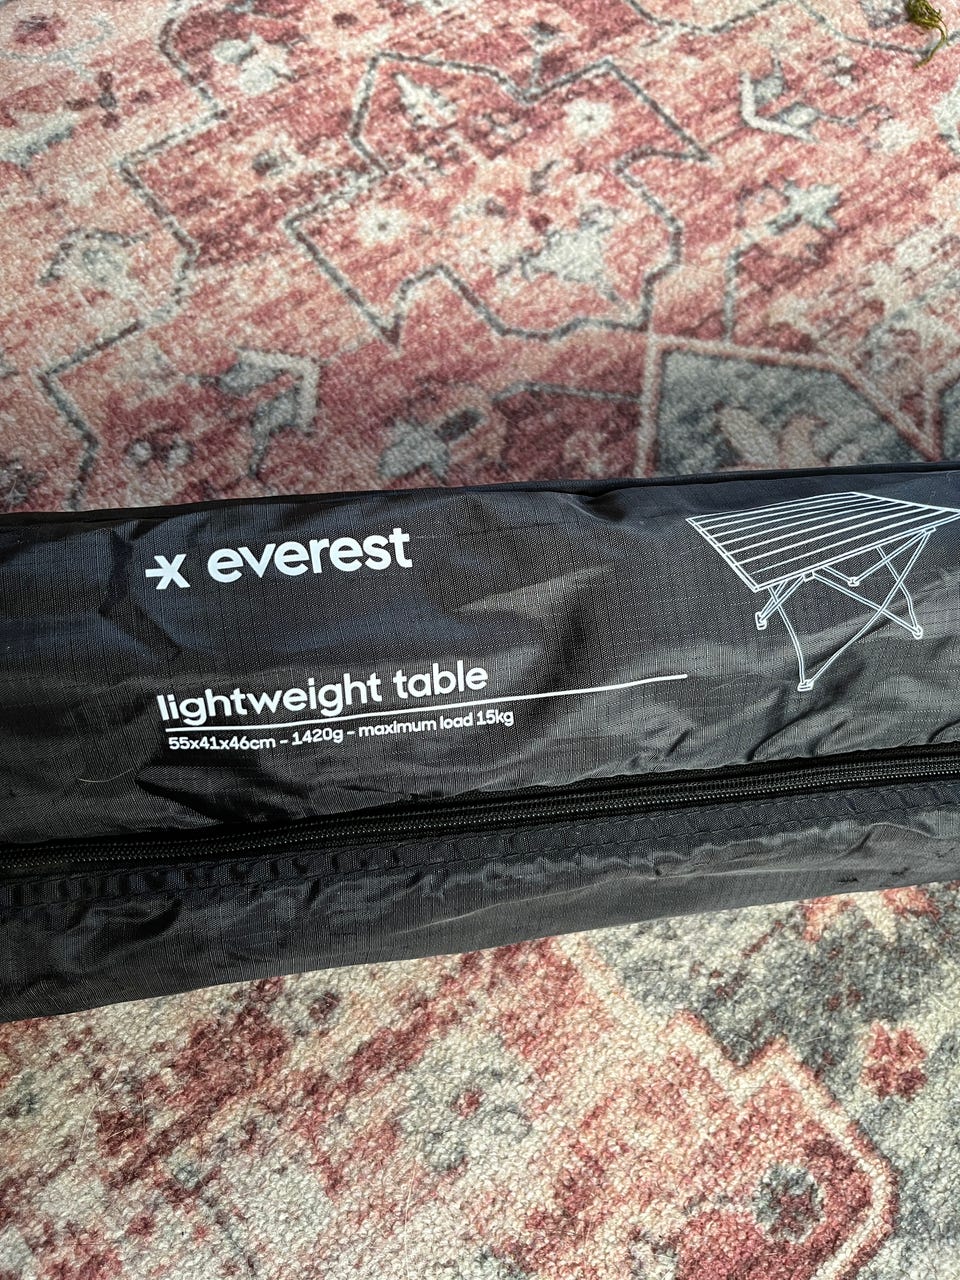 everest
lightweight table
55x41x46cm - 1420g - maximum load 15kg